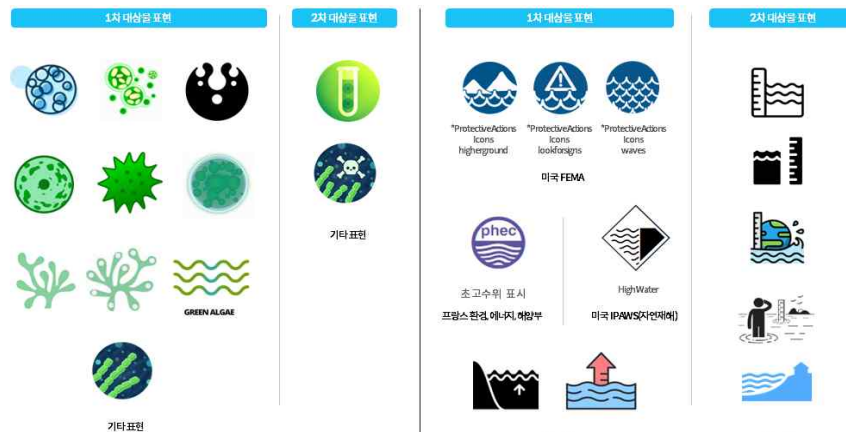 1차 대상을 표현
2차 대상을 표현
1차 대상을 표현
2차 대상을 표현
GREEN ALGAE
기타 표현
기타 표현
*ProtectiveActions
Icons
higherground
*ProtectiveActions
Icons
lookforsigns
*ProtectiveActions
Icons
waves
미국 FEMA
phec
초고수위 표시
프랑스 환경, 에너지, 해양부
High Water
미국 IPAWS(자연재해)